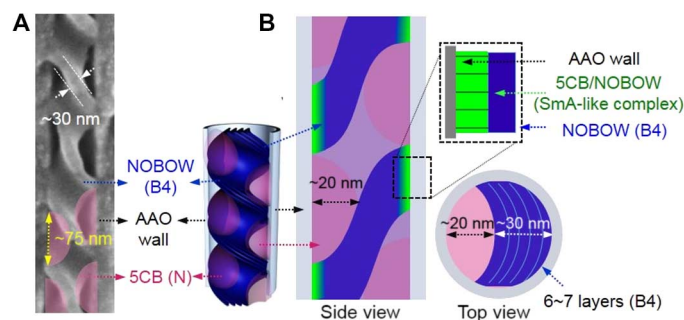 A
~30 nm
~75 nm
NOBOW
(B4)
AAO
wall
5CB (N)
B
~20 nm
Side view
AAO wall
5CB/NOBOW
(SmA-like complex)
NOBOW (B4)
~20 nm
~30 nm
6~7 layers (B4)
Top view